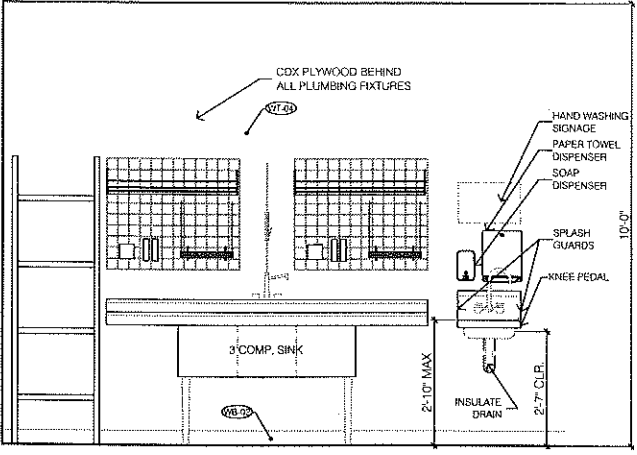 CDX PLYWOOD BEHIND
ALL PLUMBING FIXTURES
WT-04
HAND WASHING
SIGNAGE
PAPER TOWEL
DISPENSER
SOAP
DISPENSER
SPLASH
GUARDS
KNEE PEDAL
10'-0"
3 COMP. SINK
2'-10" MAX
2'-7" CLR.
INSULATE
DRAIN
WB-02